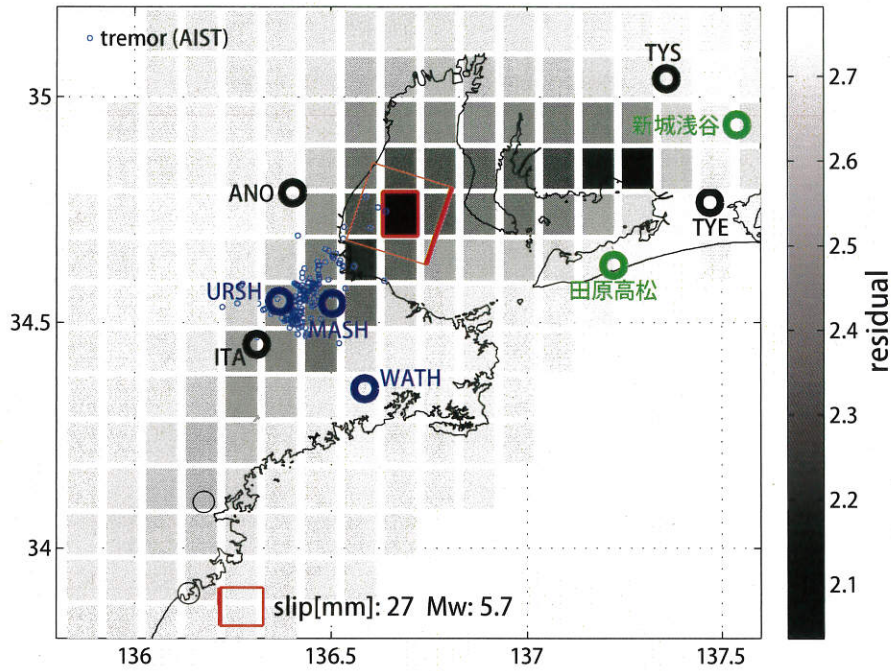 tremor (AIST)
TYS
35
新城浅谷
ANO
TYE
URSH
田原高松
MASH
34.5
ITA
WATH
34
slip[mm]: 27 Mw: 5.7
136
136.5
137
137.5
2.7
2.6
2.5
2.4
2.3
2.2
2.1
residual